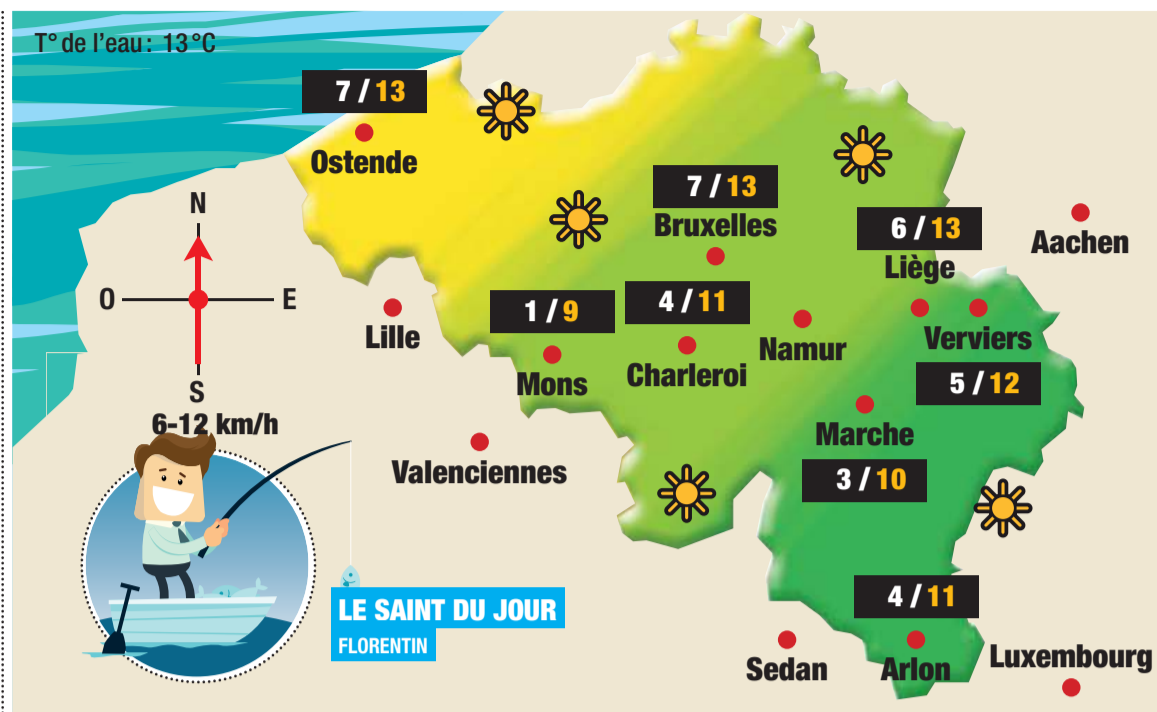 T° de l'eau : 13 °C
7 / 13
Ostende
7 / 13
Bruxelles
6 / 13
Liège
Aachen
N
O
E
S
6-12 km/h
Lille
1 / 9
Mons
4 / 11
Charleroi
Namur
Verviers
5 / 12
Marche
3 / 10
Valenciennes
LE SAINT DU JOUR
FLORENTIN
4 / 11
Sedan
Arlon
Luxembourg